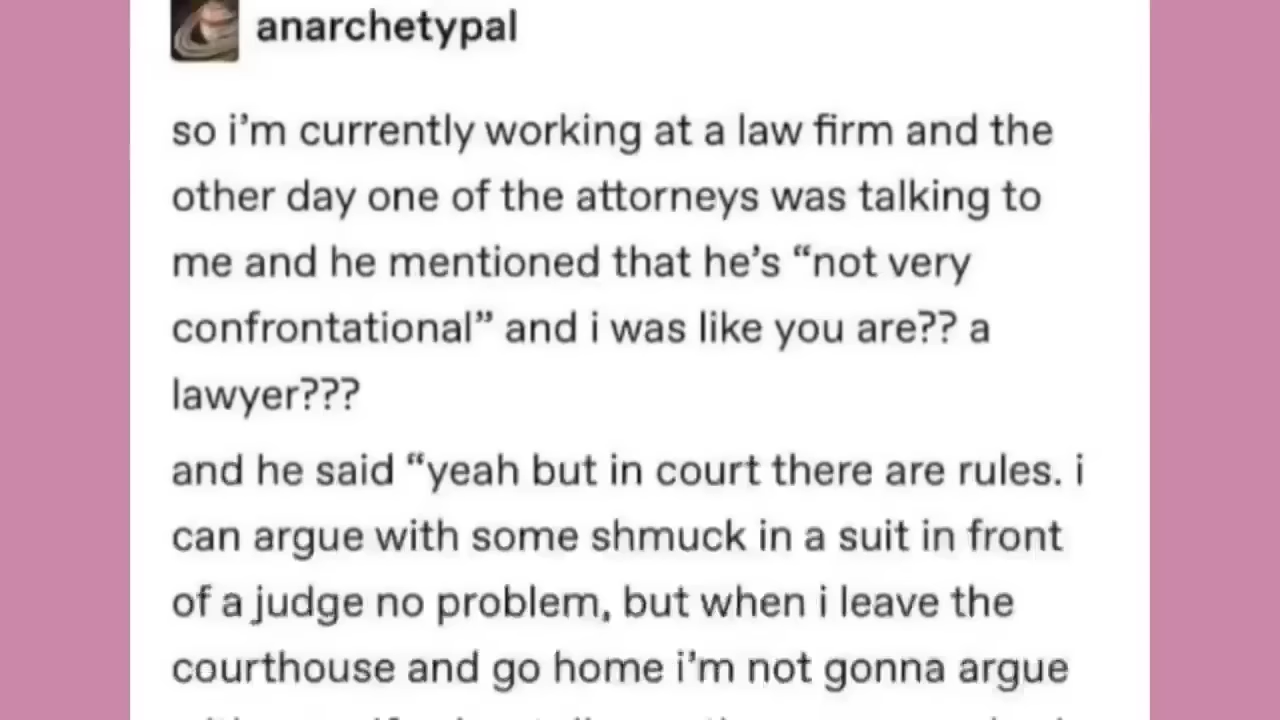 anarchetypal
so i’m currently working at a law firm and the
other day one of the attorneys was talking to
me and he mentioned that he’s “not very
confrontational” and i was like you are?? a
lawyer???
and he said “yeah but in court there are rules. i
can argue with some shmuck in a suit in front
of a judge no problem, but when i leave the
courthouse and go home i’m not gonna argue